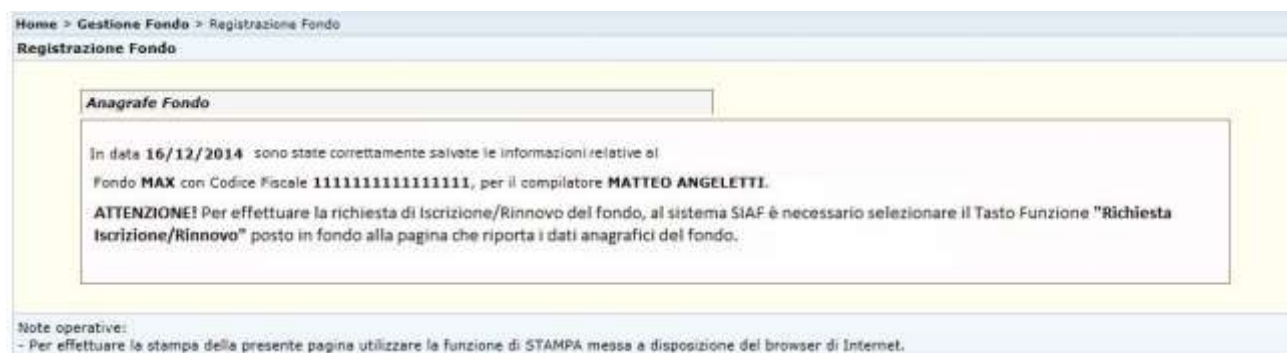 Home > Gestione Fondo > Registrazione Fondo
Registrazione Fondo
Anagrafe Fondo
In data 16/12/2014 sono state correttamente salvate le informazioni relative al
Fondo MAX con Codice Fiscale 1111111111111111, per il compilatore MATTEO ANGELETTI.
ATTENZIONE! Per effettuare la richiesta di Iscrizione/Rinnovo del fondo, al sistema SIAF è necessario selezionare il Tasto Funzione "Richiesta
Iscrizione/Rinnovo" posto in fondo alla pagina che riporta i dati anagrafici del fondo.
Note operative:
- Per effettuare la stampa della presente pagina utilizzare la funzione di STAMPA messa a disposizione del browser di Internet.